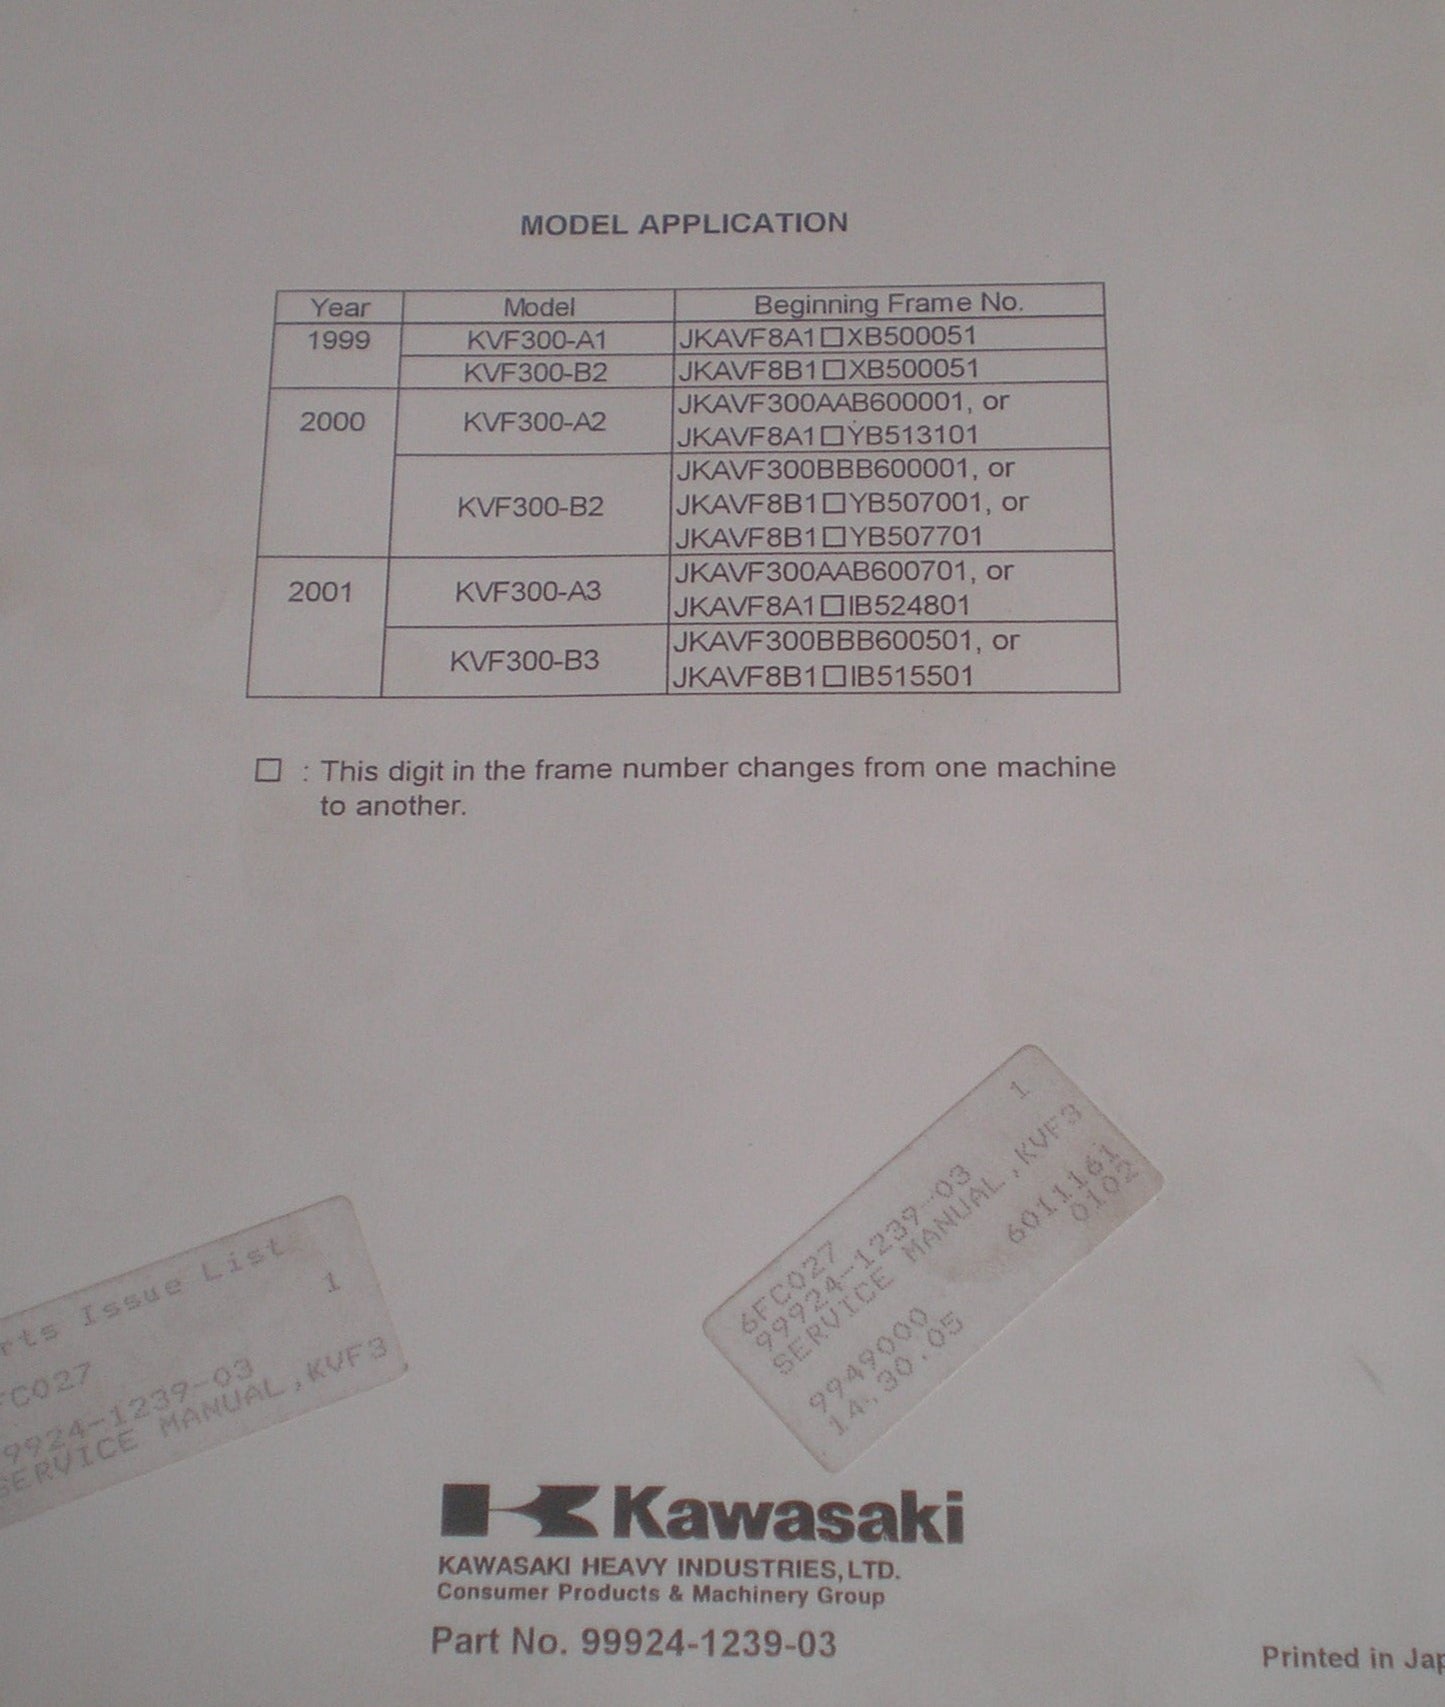 MODEL APPLICATION
Year Model Beginning Frame No.
1999 KVF300-A1 JKAVF8A1□XB500051
KVF300-B2 JKAVF8B1□XB500051
2000 KVF300-A2 JKAVF300AAB600001, or
JKAVF8A1□YB513101
KVF300-B2 JKAVF300BBB600001, or
JKAVF8B1□YB507001, or
JKAVF8B1□YB507701
2001 KVF300-A3 JKAVF300AAB600701, or
JKAVF8A1□IB524801
KVF300-B3 JKAVF300BBB600501, or
JKAVF8B1□IB515501
□ : This digit in the frame number changes from one machine
to another.
1
6FC027
99924-1239-03
SERVICE MANUAL,KVF3
6011161
9949000 0102
14.30.05
rts Issue List
1
FC027
9924-1239-03
SERVICE MANUAL,KVF3
Kawasaki
KAWASAKI HEAVY INDUSTRIES,LTD.
Consumer Products & Machinery Group
Part No. 99924-1239-03
Printed in Jap